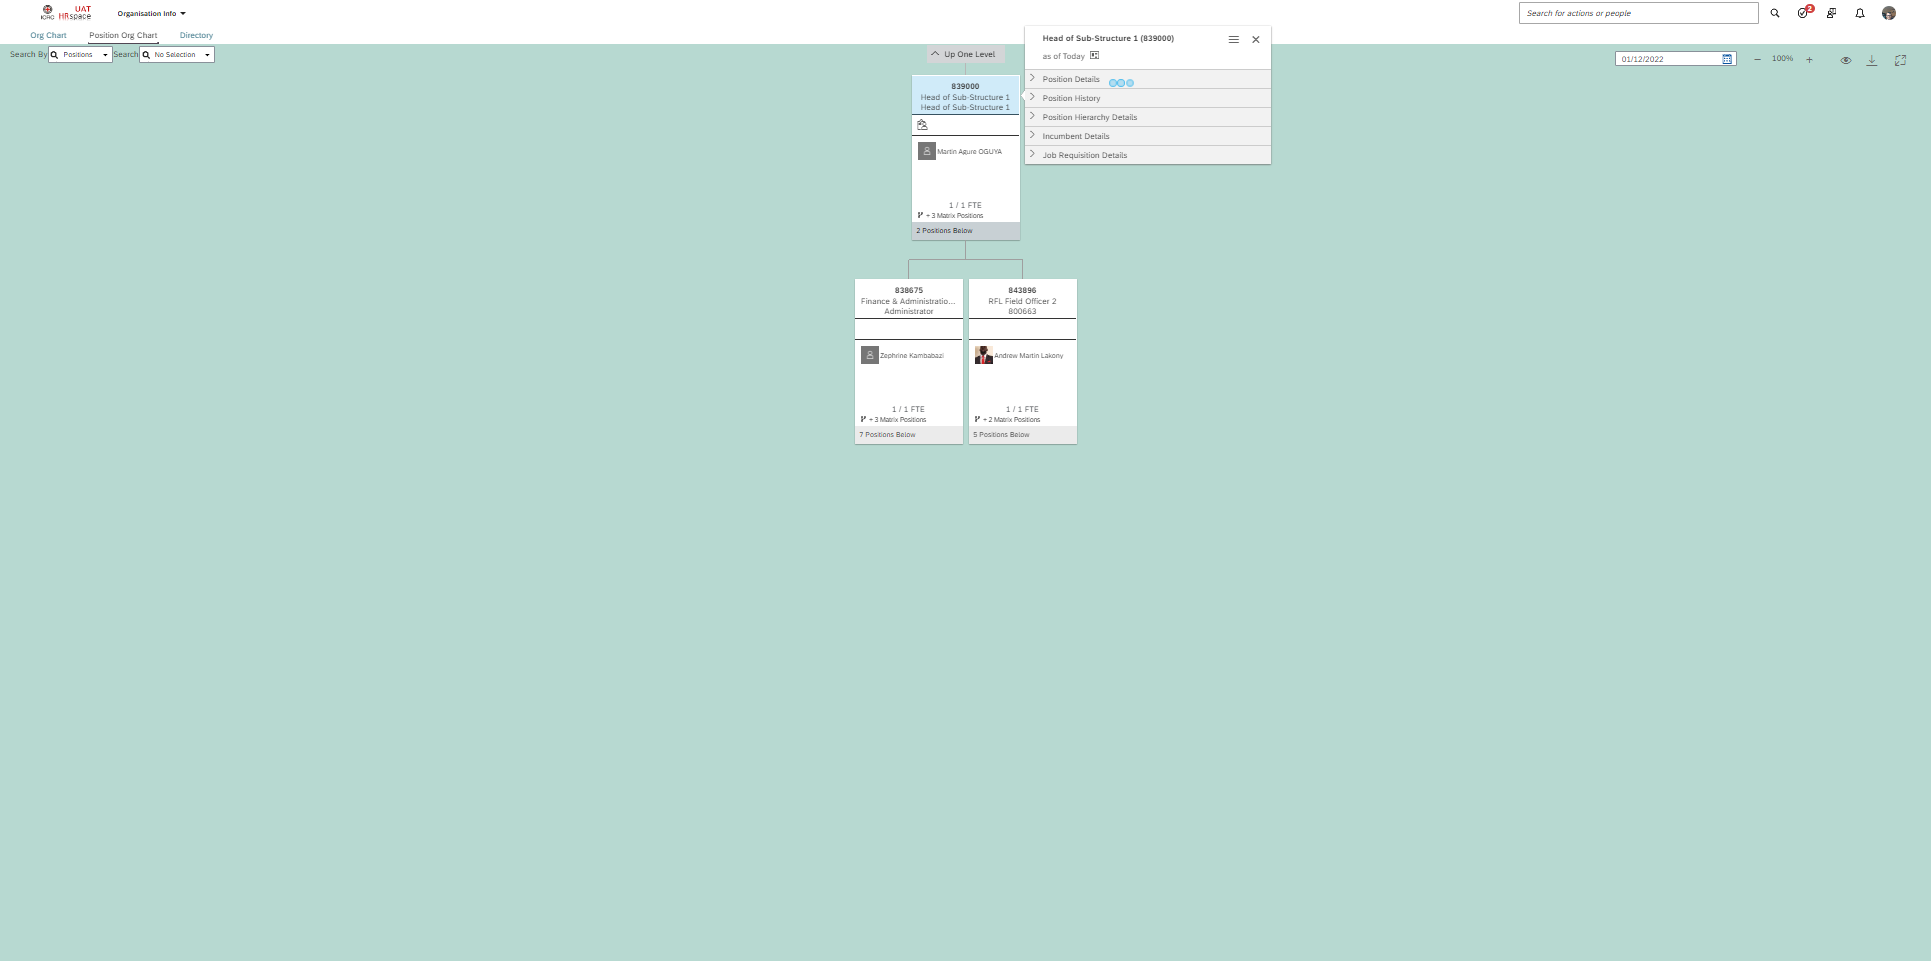 ICRC
UAT
HRspace
Organisation Info
Search for actions or people
2
Org Chart
Position Org Chart
Directory
Search By
Positions
Search
No Selection
Up One Level
Head of Sub-Structure 1 (839000)
as of Today
01/12/2022
100%
Position Details
Position History
Position Hierarchy Details
Incumbent Details
Job Requisition Details
839000
Head of Sub-Structure 1
Head of Sub-Structure 1
Martin Agure OGUYA
1 / 1 FTE
+ 3 Matrix Positions
2 Positions Below
838675
Finance & Administratio...
Administrator
Zephrine Kambabazi
1 / 1 FTE
+ 3 Matrix Positions
7 Positions Below
843896
RFL Field Officer 2
800663
Andrew Martin Lakony
1 / 1 FTE
+ 2 Matrix Positions
5 Positions Below